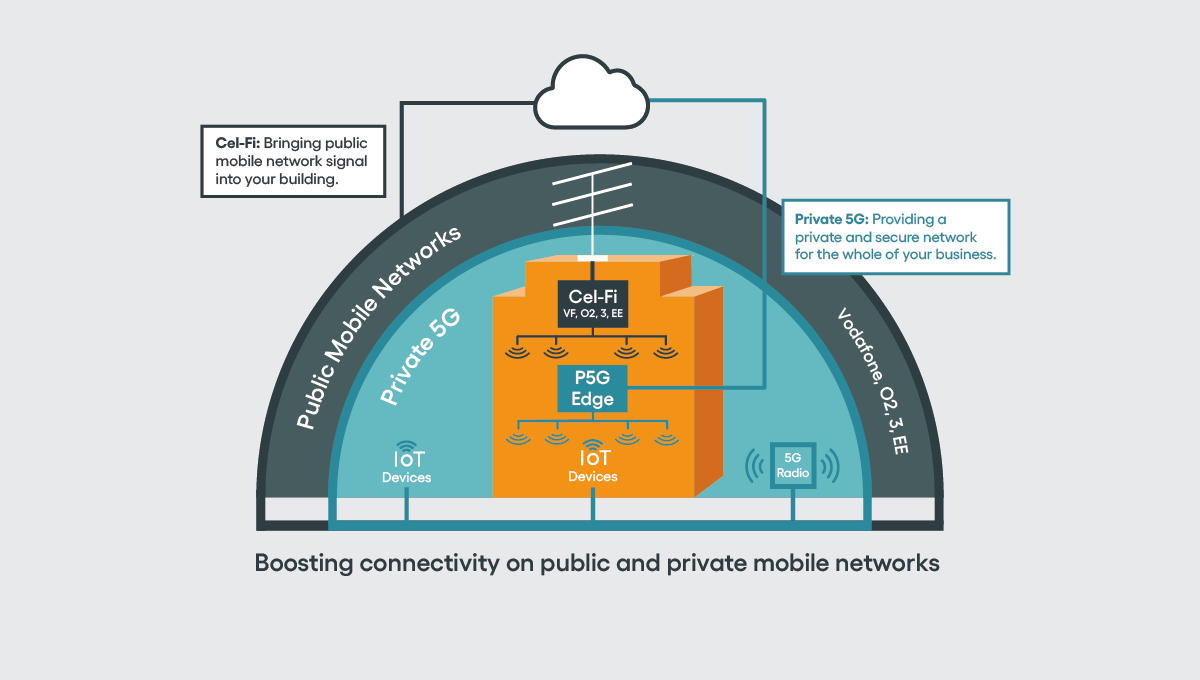 Cel-Fi: Bringing public
mobile network signal
into your building.
Private 5G: Providing a
private and secure network
for the whole of your business.
Public Mobile Networks
Private 5G
Vodafone, O2, 3, EE
Cel-Fi
VF, O2, 3, EE
P5G
Edge
IoT
Devices
IoT
Devices
5G
Radio
Boosting connectivity on public and private mobile networks